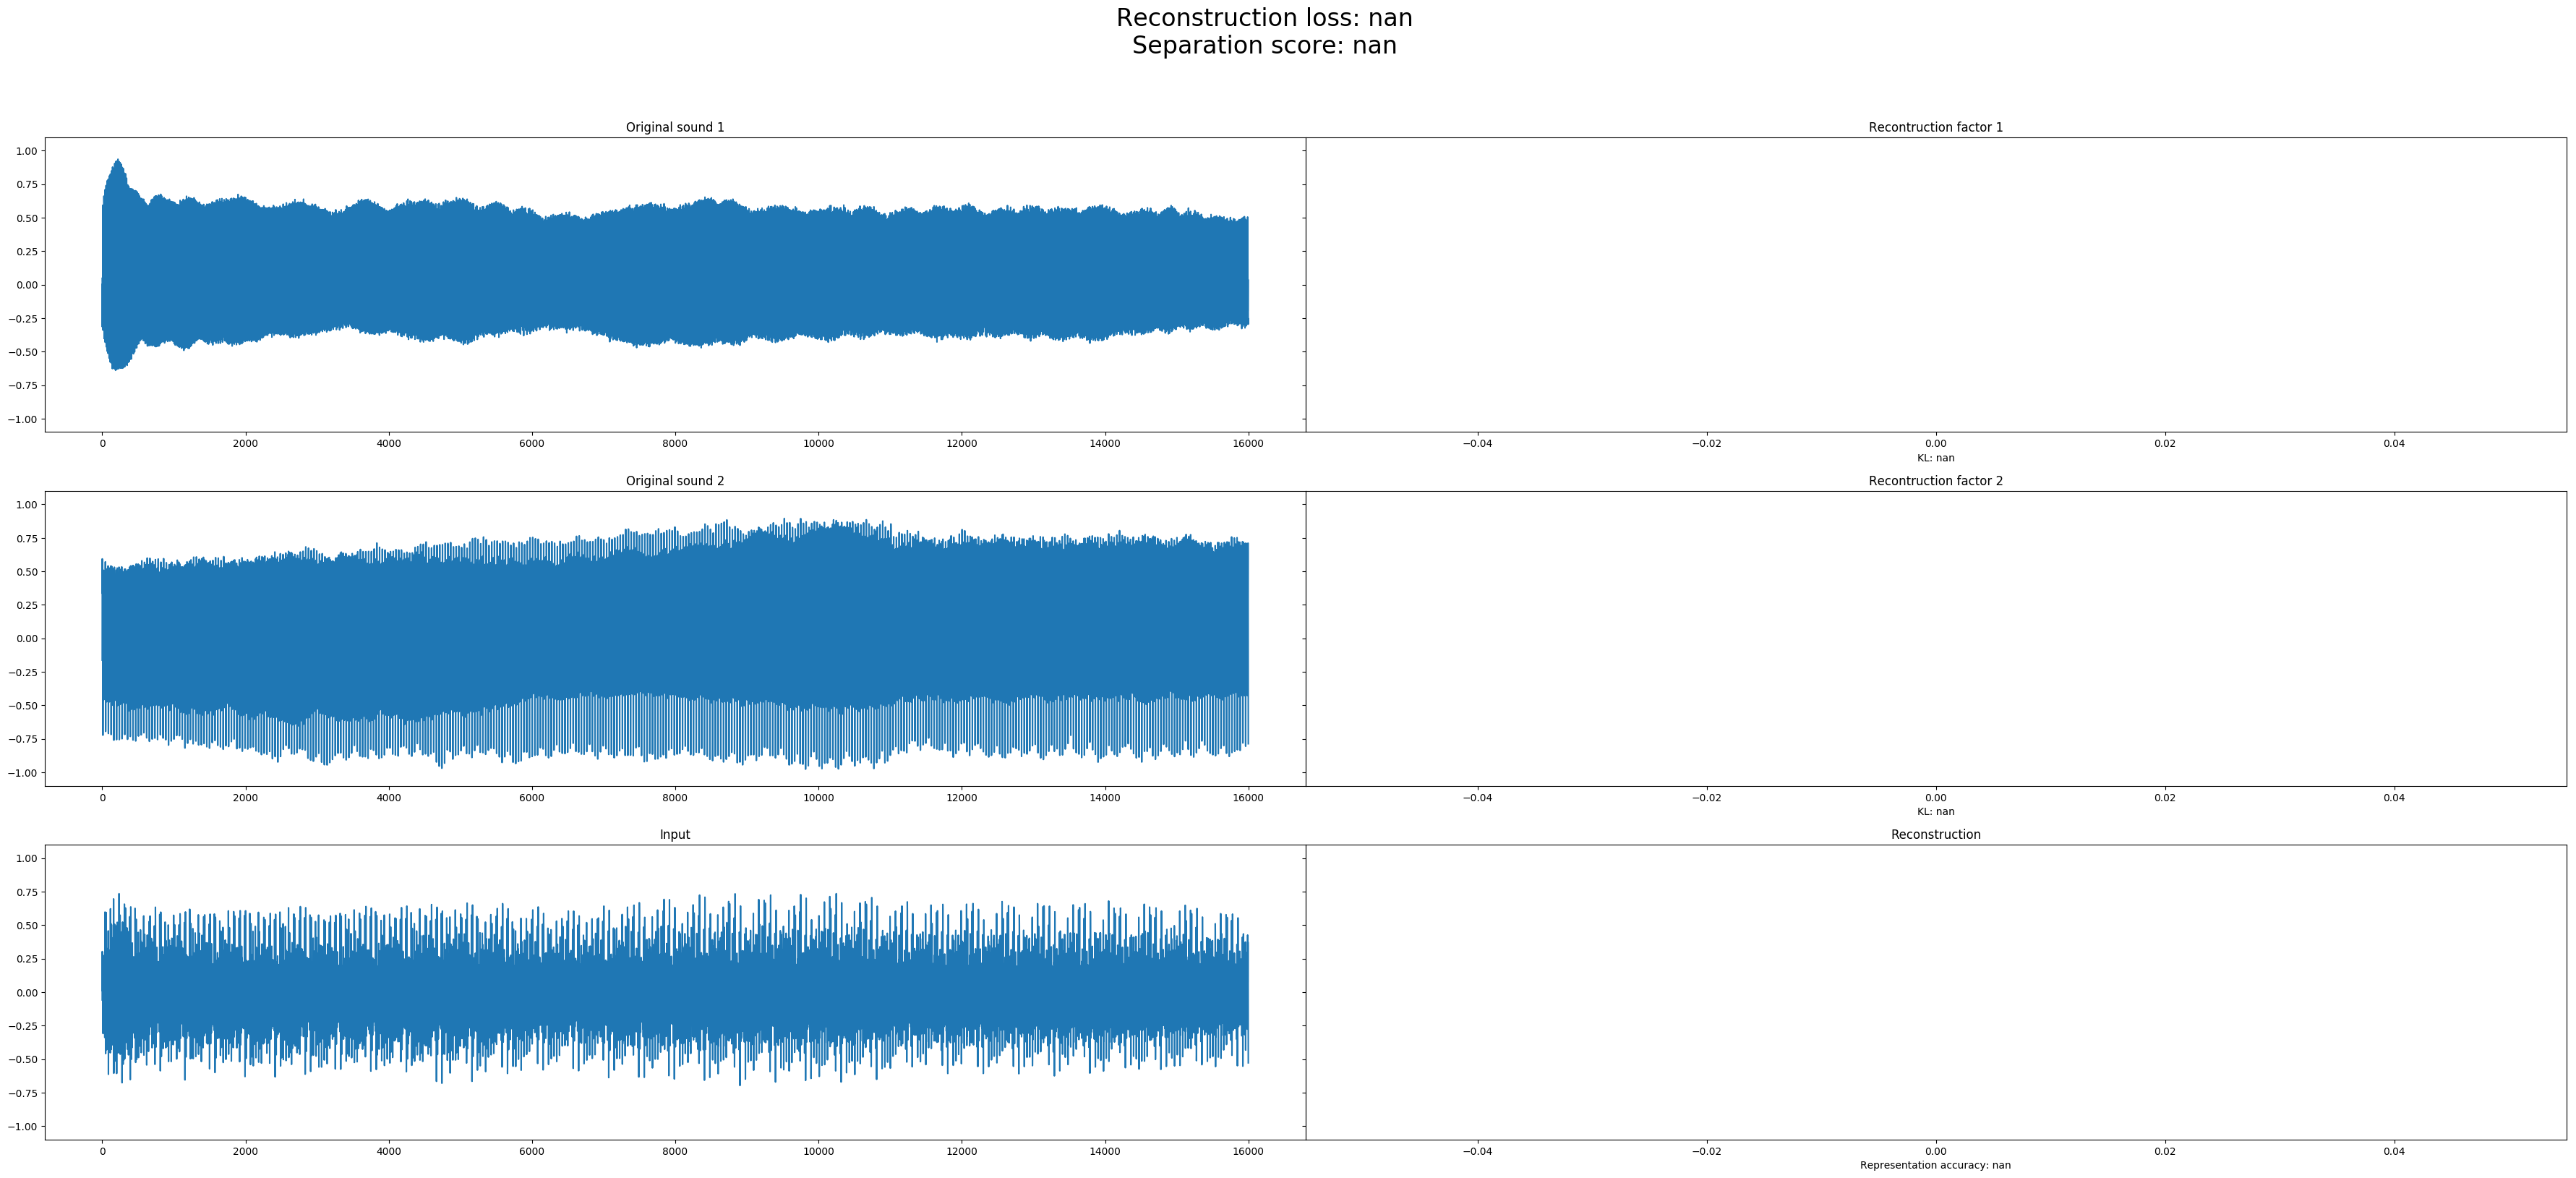 Reconstruction loss: nan
Separation score: nan
Original sound 1
Recontruction factor 1
1.00
0.75
0.50
0.25
0.00
−0.25
−0.50
−0.75
−1.00
0 2000 4000 6000 8000 10000 12000 14000 16000
−0.04 −0.02 0.00 0.02 0.04
KL: nan
Original sound 2
Recontruction factor 2
1.00
0.75
0.50
0.25
0.00
−0.25
−0.50
−0.75
−1.00
0 2000 4000 6000 8000 10000 12000 14000 16000
−0.04 −0.02 0.00 0.02 0.04
KL: nan
Input
Reconstruction
1.00
0.75
0.50
0.25
0.00
−0.25
−0.50
−0.75
−1.00
0 2000 4000 6000 8000 10000 12000 14000 16000
−0.04 −0.02 0.00 0.02 0.04
Representation accuracy: nan